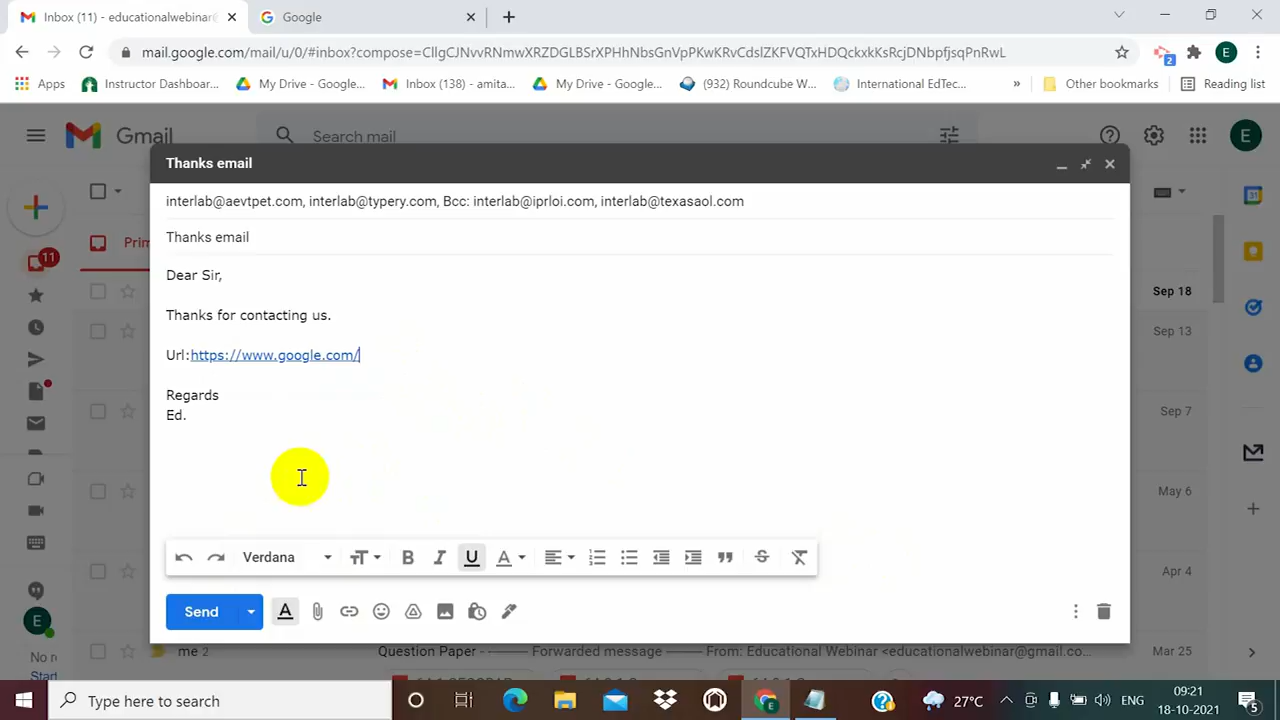 Inbox (11) - educationalwebinar@
Google
mail.google.com/mail/u/0/#inbox?compose=CllgCJNvvRNmwXRZDGLBSrXPHhNbsGnVpPKwKRvCdslZKFVQTxHDQckxkKsRcjDNbpfjsqPnRwL
E
2
Apps
Instructor Dashboar...
My Drive - Google...
Inbox (138) - amita...
My Drive - Google...
(932) Roundcube W...
International EdTec...
»
Other bookmarks
Reading list
Gmail
Search mail
E
Thanks email
interlab@aevtpet.com, interlab@typery.com, Bcc: interlab@iprloi.com, interlab@texasaol.com
Thanks email
Prim
11
Dear Sir,
Sep 18
Thanks for contacting us.
Sep 13
Url:https://www.google.com/
Regards
Ed.
Sep 7
May 6
Verdana
Apr 4
Send
E
me 2
Question Paper - ---------- Forwarded message --------- From: Educational Webinar <educationalwebinar@gmail.co...
Mar 25
No r
Start
Type here to search
27°C
ENG
09:21
18-10-2021
5